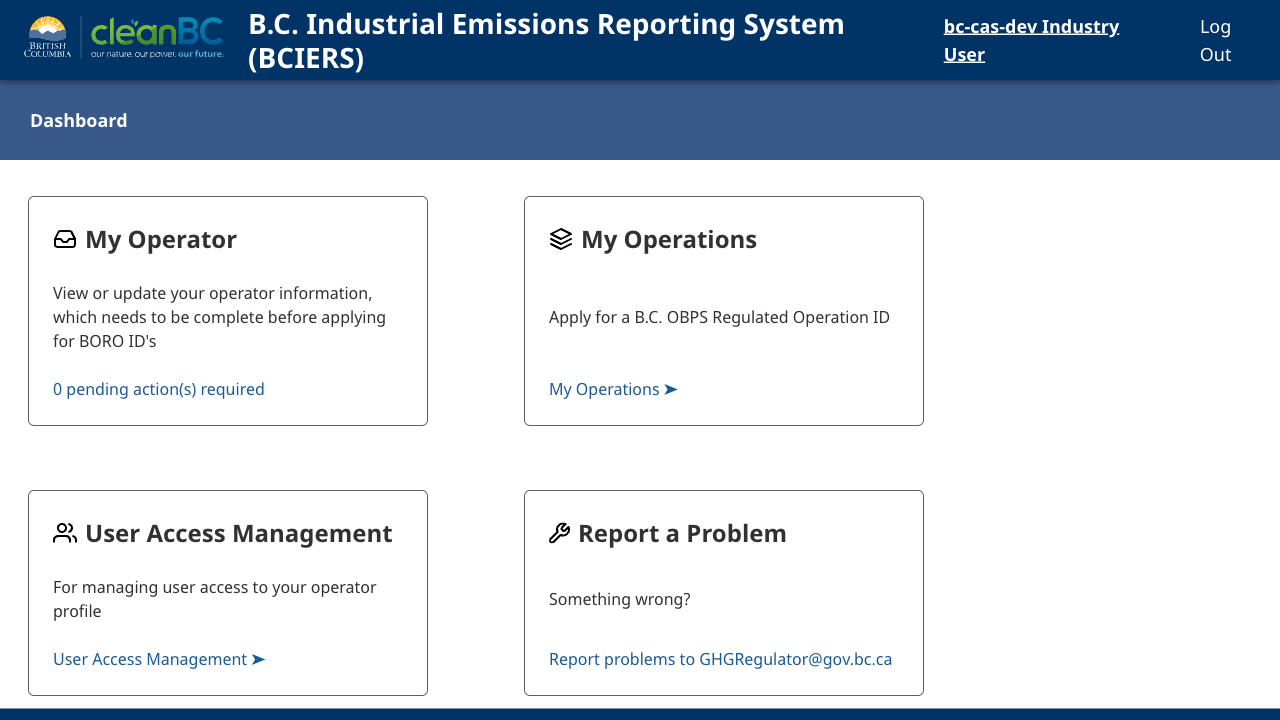 BRITISH
COLUMBIA
cleanBC
our nature. our power. our future.
B.C. Industrial Emissions Reporting System
(BCIERS)
bc-cas-dev Industry
User
Log
Out
Dashboard
My Operator
View or update your operator information,
which needs to be complete before applying
for BORO ID's
0 pending action(s) required
My Operations
Apply for a B.C. OBPS Regulated Operation ID
My Operations ➤
User Access Management
For managing user access to your operator
profile
User Access Management ➤
Report a Problem
Something wrong?
Report problems to GHGRegulator@gov.bc.ca